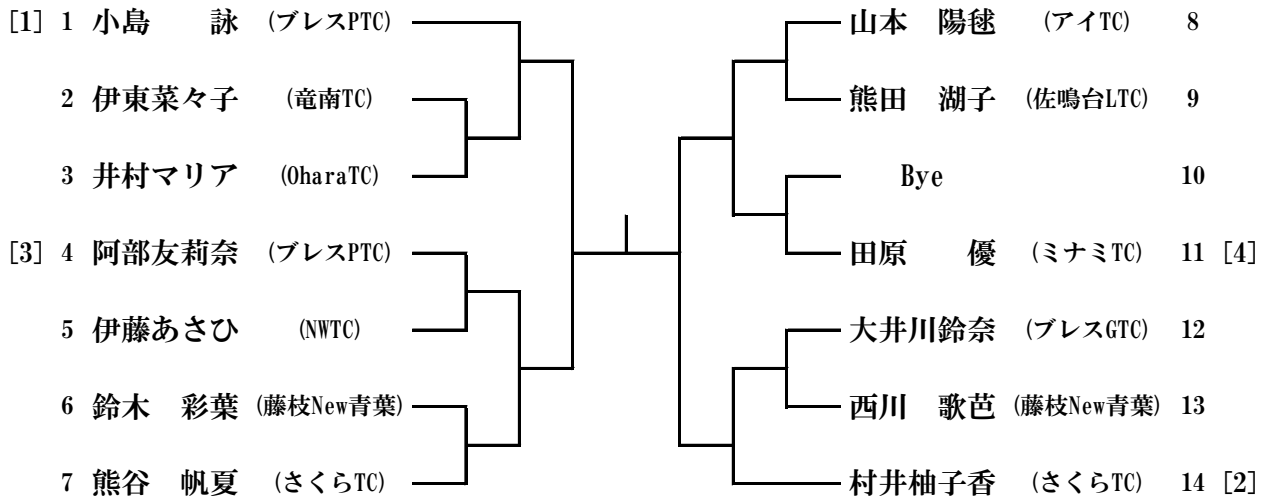 [1] 1 小島　　詠 (ブレスPTC)
2 伊東菜々子 (竜南TC)
3 井村マリア (OharaTC)
[3] 4 阿部友莉奈 (ブレスPTC)
5 伊藤あさひ (NWTC)
6 鈴木　彩葉 (藤枝New青葉)
7 熊谷　帆夏 (さくらTC)
山本　陽毬 (アイTC) 8
熊田　湖子 (佐鳴台LTC) 9
Bye 10
田原　　優 (ミナミTC) 11 [4]
大井川鈴奈 (ブレスGTC) 12
西川　歌芭 (藤枝New青葉) 13
村井柚子香 (さくらTC) 14 [2]